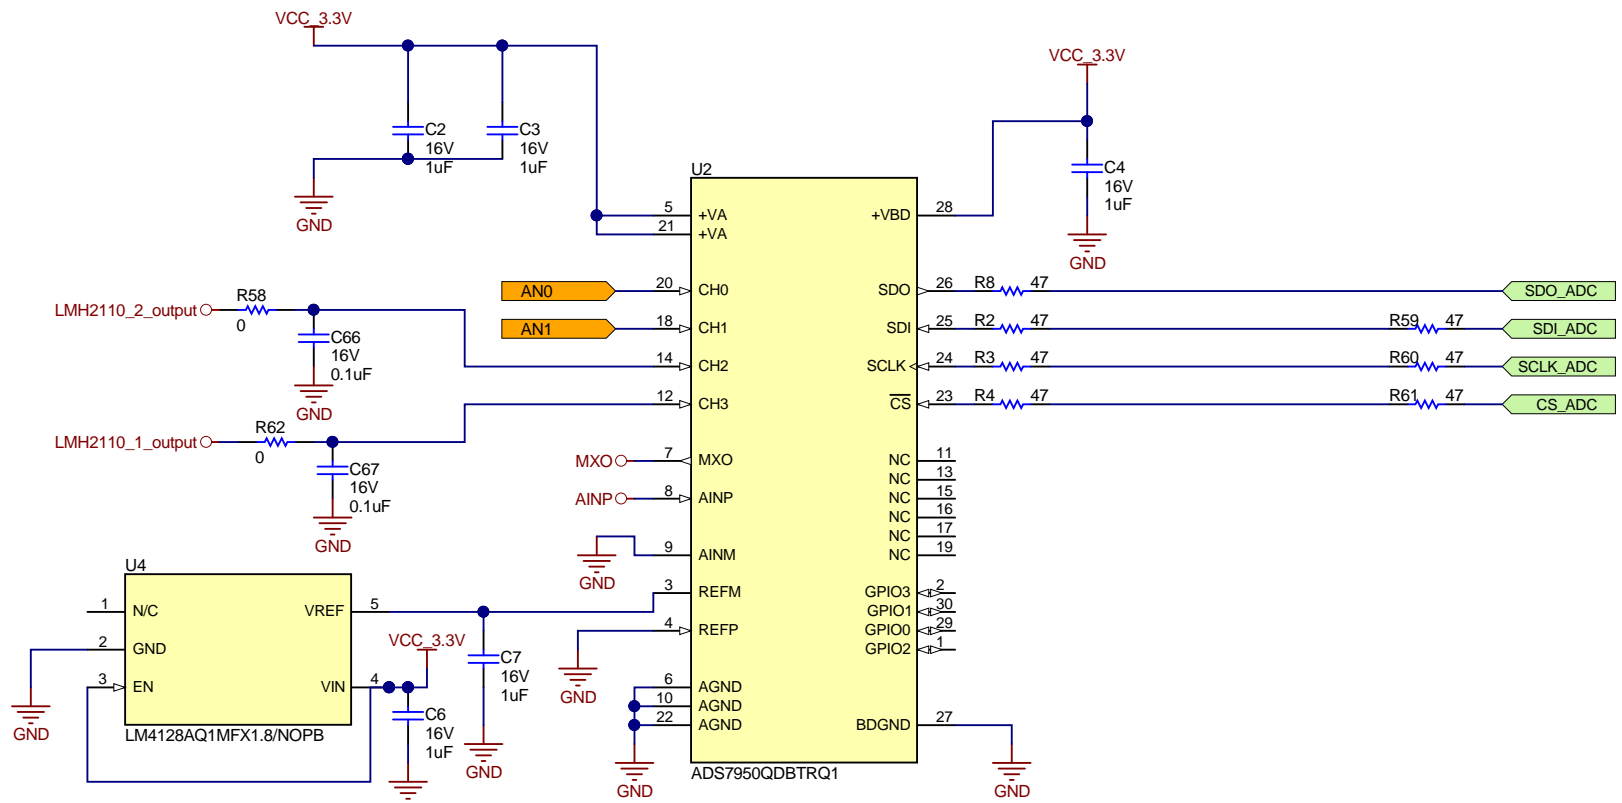 VCC_3.3V
C2
16V
1uF
C3
16V
1uF
GND
VCC_3.3V
C4
16V
1uF
GND
LMH2110_2_output
R58
0
C66
16V
0.1uF
GND
LMH2110_1_output
R62
0
C67
16V
0.1uF
GND
AN0
AN1
MXO
AINP
GND
U2
5 +VA
21 +VA
20 CH0
18 CH1
14 CH2
12 CH3
7 MXO
8 AINP
9 AINM
3 REFM
4 REFP
6 AGND
10 AGND
22 AGND
+VBD 28
SDO 26
SDI 25
SCLK 24
CS 23
NC 11
NC 13
NC 15
NC 16
NC 17
NC 19
GPIO3 2
GPIO1 30
GPIO0 29
GPIO2 1
BDGND 27
ADS7950QDBTRQ1
R8 47 SDO_ADC
R2 47 R59 47 SDI_ADC
R3 47 R60 47 SCLK_ADC
R4 47 R61 47 CS_ADC
U4
1 N/C
2 GND
3 EN
VREF 5
VIN 4
LM4128AQ1MFX1.8/NOPB
GND
VCC_3.3V
C6
16V
1uF
C7
16V
1uF
GND
GND
GND
GND